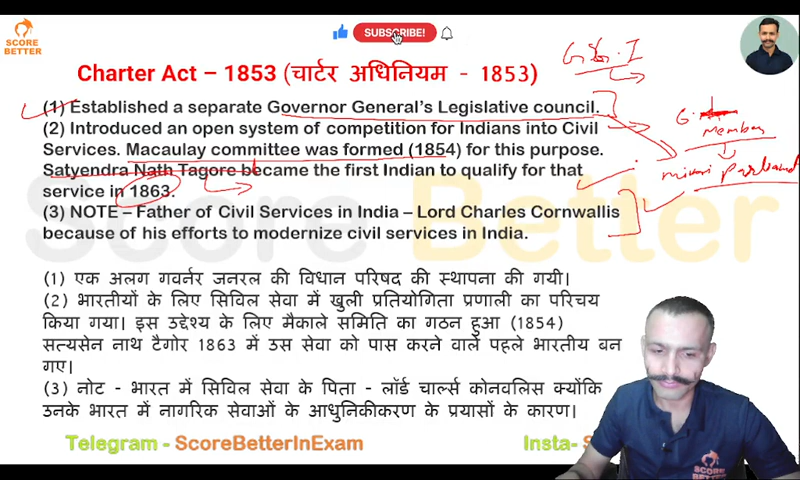 SCORE
BETTER
SUBSCRIBE!
Charter Act – 1853 (चार्टर अधिनियम - 1853)
G.G. I
(1) Established a separate Governor General's Legislative council.
(2) Introduced an open system of competition for Indians into Civil
Members
Services. Macaulay committee was formed (1854) for this purpose.
Satyendra Nath Tagore became the first Indian to qualify for that
mini Parliament
service in 1863.
(3) NOTE – Father of Civil Services in India – Lord Charles Cornwallis
because of his efforts to modernize civil services in India.
Score Better
(1) एक अलग गवर्नर जनरल की विधान परिषद की स्थापना की गयी।
(2) भारतीयों के लिए सिविल सेवा में खुली प्रतियोगिता प्रणाली का परिचय
किया गया। इस उद्देश्य के लिए मैकाले समिति का गठन हुआ (1854)
सत्यसेन नाथ टैगोर 1863 में उस सेवा को पास करने वाले पहले भारतीय बन
गए।
(3) नोट - भारत में सिविल सेवा के पिता - लॉर्ड चार्ल्स कोनवलिस क्योंकि
उनके भारत में नागरिक सेवाओं के आधुनिकीकरण के प्रयासों के कारण।
Telegram - ScoreBetterInExam
Insta- S
SCORE
BETTER